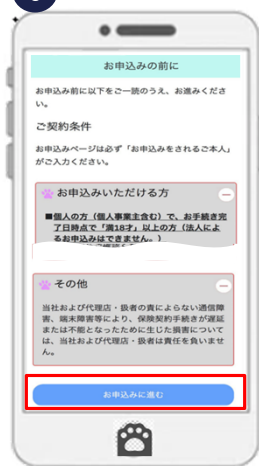 お申込みの前に
お申込み前に以下をご一読のうえ、お進みくださ
い。
ご契約条件
お申込みページは必ず「お申込みをされるご本人」
がご入力ください。
お申込みいただける方
■個人の方（個人事業主含む）で、お手続き完
了日時点で「満18才」以上の方（法人によ
るお申込みはできません。）
その他
当社および代理店・扱者の責によらない通信障
害、端末障害等により、保険契約手続きが遅延
または不能となったために生じた損害について
は、当社および代理店・扱者は責任を負いませ
ん。
お申込みに進む